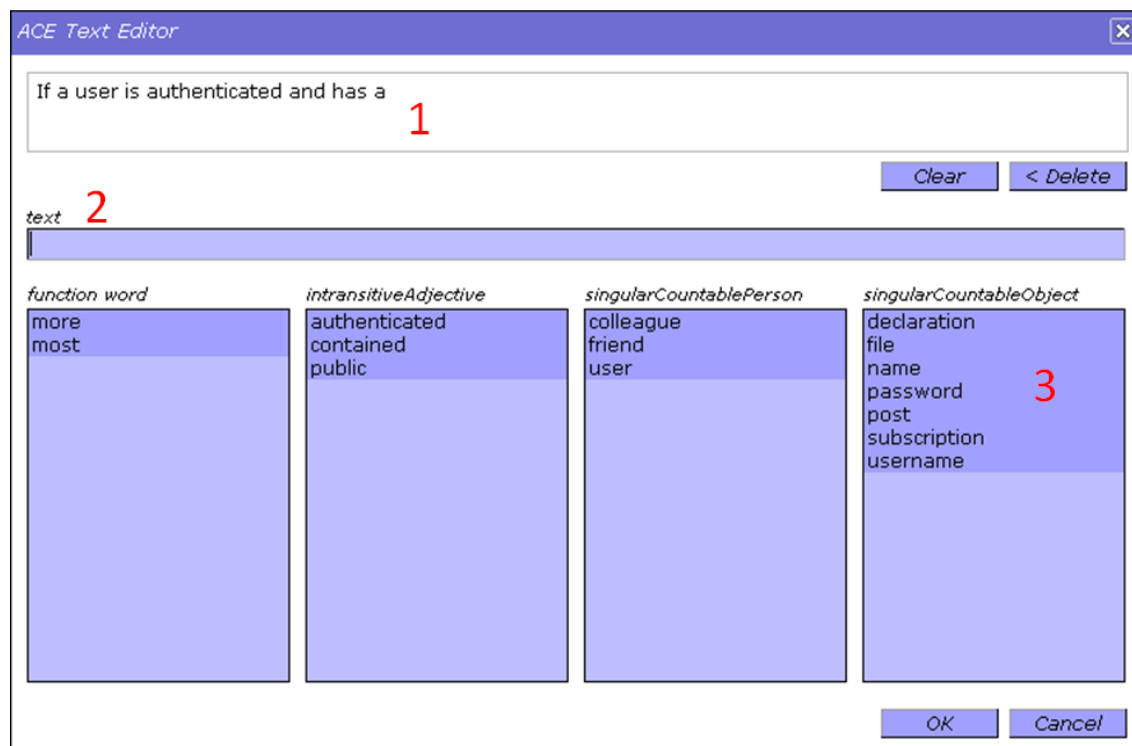 ACE Text Editor
If a user is authenticated and has a
1
Clear
< Delete
2
text
function word
more
most
intransitiveAdjective
authenticated
contained
public
singularCountablePerson
colleague
friend
user
singularCountableObject
declaration
file
name
password
post
subscription
username
3
OK
Cancel